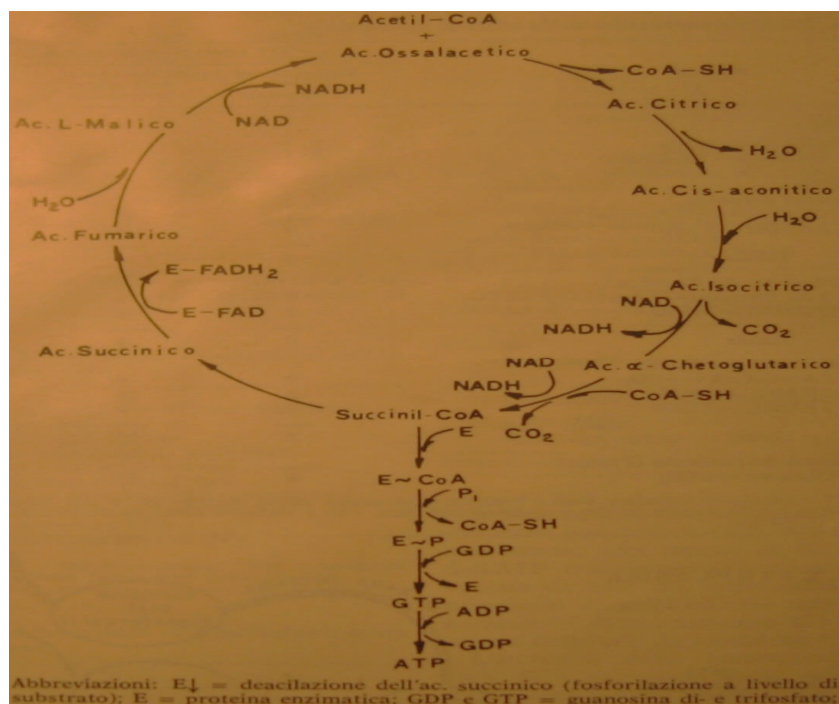 Acetil-CoA
+
Ac. Ossalacetico
CoA-SH
NADH
Ac. Citrico
NAD
Ac. L-Malico
H₂O
Ac. Cis-aconitico
H₂O
H₂O
Ac. Fumarico
E-FADH₂
Ac. Isocitrico
NAD
E-FAD
NADH
CO₂
Ac. Succinico
NAD
Ac. α-Chetoglutarico
NADH
CoA-SH
Succinil-CoA
E
CO₂
E~CoA
P₁
CoA-SH
E~P
GDP
E
GTP
ADP
GDP
ATP
Abbreviazioni: E↓ = deacilazione dell'ac. succinico (fosforilazione a livello di
substrato); E = proteina enzimatica; GDP e GTP = guanosina di- e trifosfato;